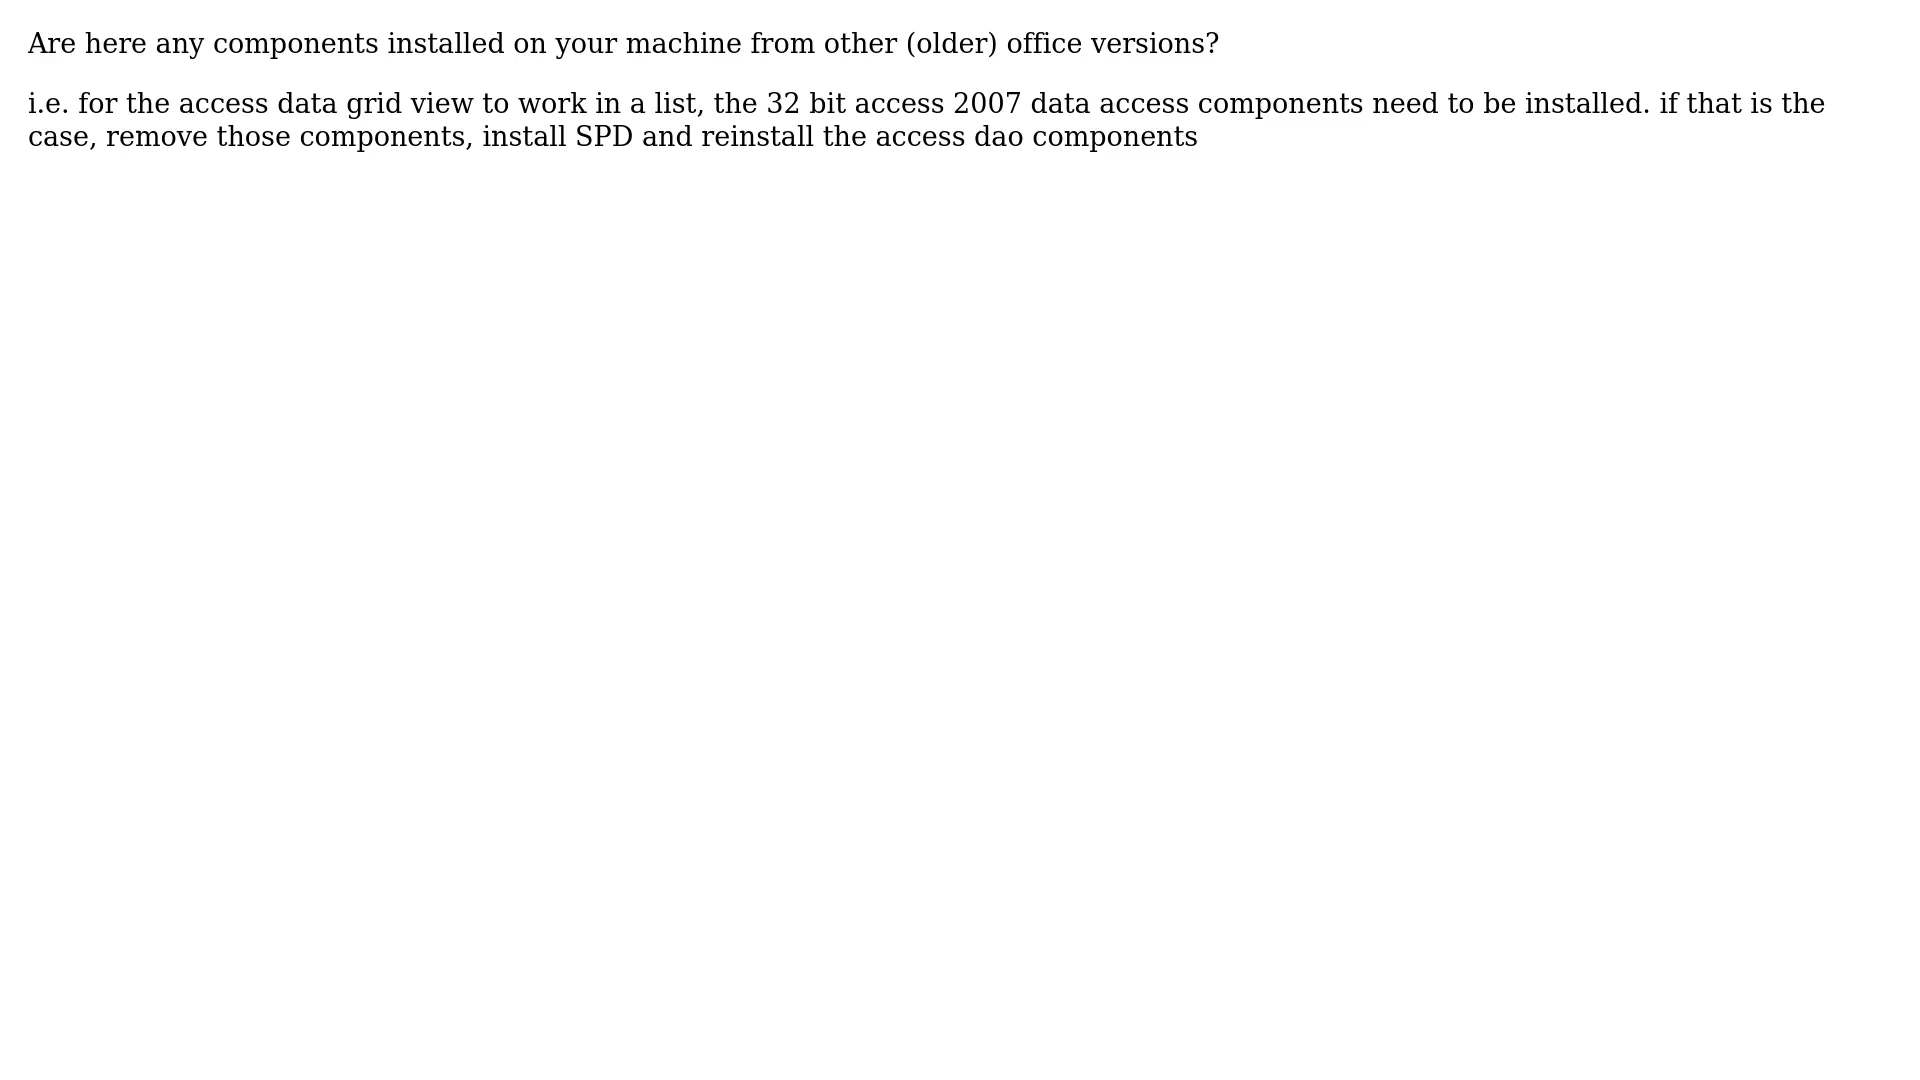 Are here any components installed on your machine from other (older) office versions?
i.e. for the access data grid view to work in a list, the 32 bit access 2007 data access components need to be installed. if that is the
case, remove those components, install SPD and reinstall the access dao components